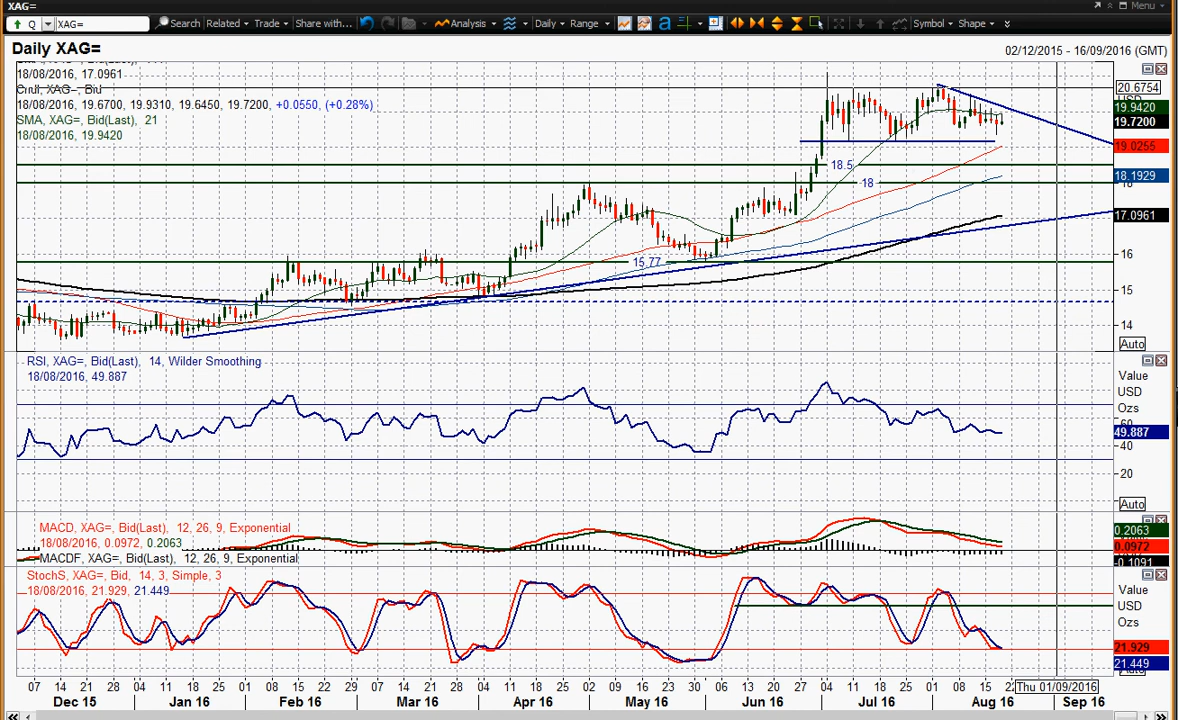 XAG=
Menu
Q XAG= Search Related Trade Share with... Analysis Daily Range Symbol Shape
Daily XAG= 02/12/2015 - 16/09/2016 (GMT)
18/08/2016, 17.0961
Cndl, XAG=, Bid
18/08/2016, 19.6700, 19.9310, 19.6450, 19.7200, +0.0550, (+0.28%)
SMA, XAG=, Bid(Last), 21
18/08/2016, 19.9420
20.6754
USD
19.9420
19.7200
19.0255
18.5
18.1929
18
18
17.0961
16
15.77
15
14
Auto
RSI, XAG=, Bid(Last), 14, Wilder Smoothing
18/08/2016, 49.887
Value
USD
Ozs
60
49.887
40
20
Auto
MACD, XAG=, Bid(Last), 12, 26, 9, Exponential
18/08/2016, 0.0972, 0.2063
MACDF, XAG=, Bid(Last), 12, 26, 9, Exponential
0.2063
0.0972
-0.1091
StochS, XAG=, Bid, 14, 3, Simple, 3
18/08/2016, 21.929, 21.449
Value
USD
Ozs
21.929
21.449
Auto
07 14 21 28 04 11 18 25 01 08 15 22 29 07 14 21 28 04 11 18 25 02 09 16 23 30 06 13 20 27 04 11 18 25 01 08 15 22 Thu 01/09/2016
Dec 15 Jan 16 Feb 16 Mar 16 Apr 16 May 16 Jun 16 Jul 16 Aug 16 Sep 16